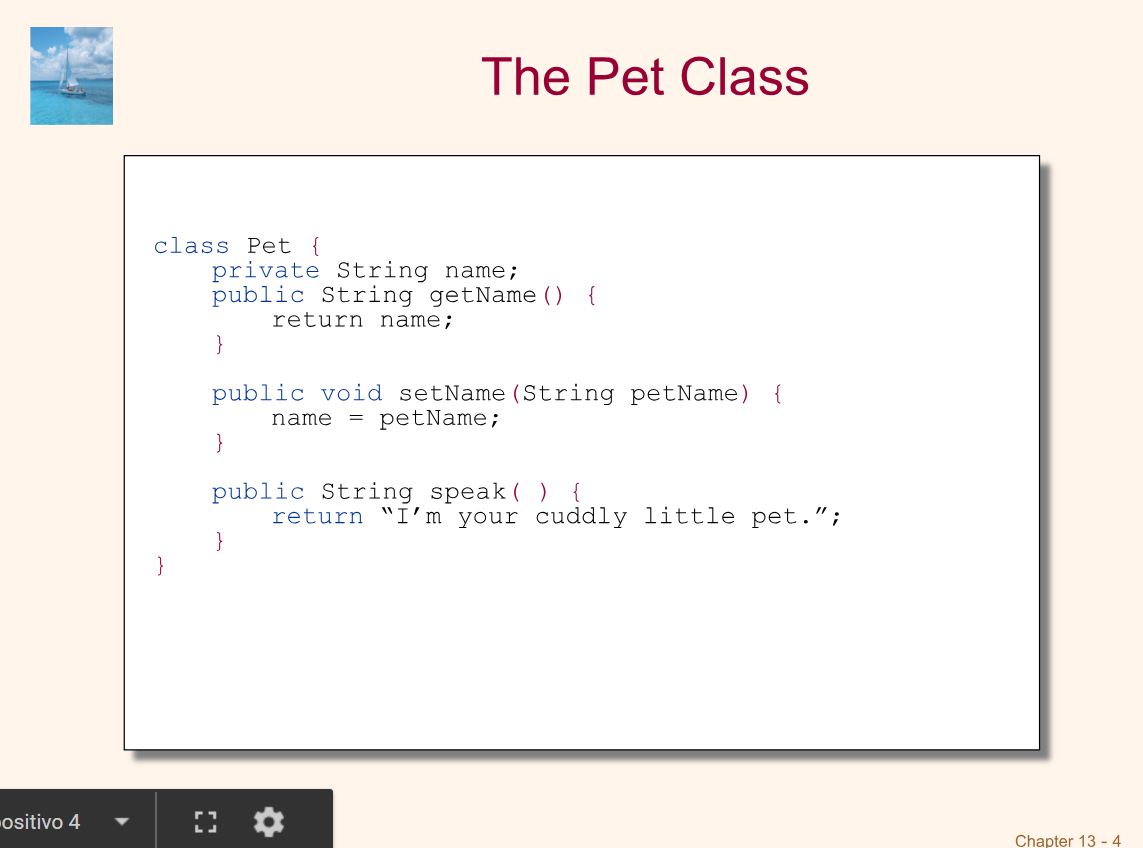 The Pet Class
class Pet {
private String name;
public String getName() {
return name;
}
public void setName(String petName) {
name = petName;
}
public String speak( ) {
return “I’m your cuddly little pet.”;
}
}
ositivo 4
Chapter 13 - 4